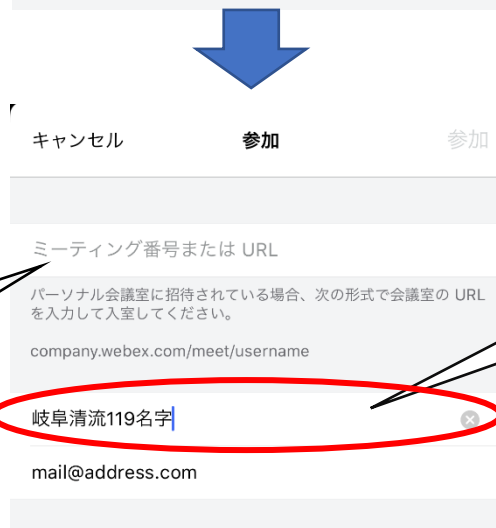 キャンセル 参加 参加
ミーティング番号または URL
パーソナル会議室に招待されている場合、次の形式で会議室の URL
を入力して入室してください。
company.webex.com/meet/username
岐阜清流119名字
mail@address.com